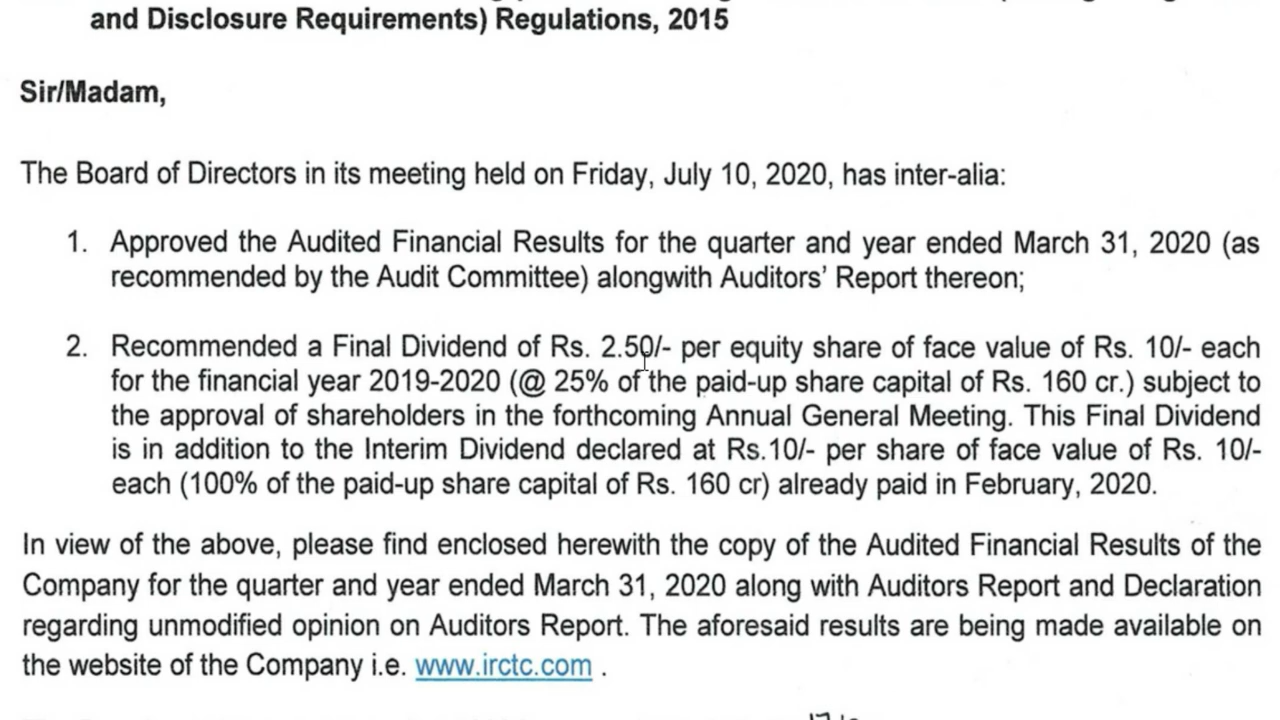 and Disclosure Requirements) Regulations, 2015
Sir/Madam,
The Board of Directors in its meeting held on Friday, July 10, 2020, has inter-alia:
1. Approved the Audited Financial Results for the quarter and year ended March 31, 2020 (as
recommended by the Audit Committee) alongwith Auditors' Report thereon;
2. Recommended a Final Dividend of Rs. 2.50/- per equity share of face value of Rs. 10/- each
for the financial year 2019-2020 (@ 25% of the paid-up share capital of Rs. 160 cr.) subject to
the approval of shareholders in the forthcoming Annual General Meeting. This Final Dividend
is in addition to the Interim Dividend declared at Rs.10/- per share of face value of Rs. 10/-
each (100% of the paid-up share capital of Rs. 160 cr) already paid in February, 2020.
In view of the above, please find enclosed herewith the copy of the Audited Financial Results of the
Company for the quarter and year ended March 31, 2020 along with Auditors Report and Declaration
regarding unmodified opinion on Auditors Report. The aforesaid results are being made available on
the website of the Company i.e. www.irctc.com .